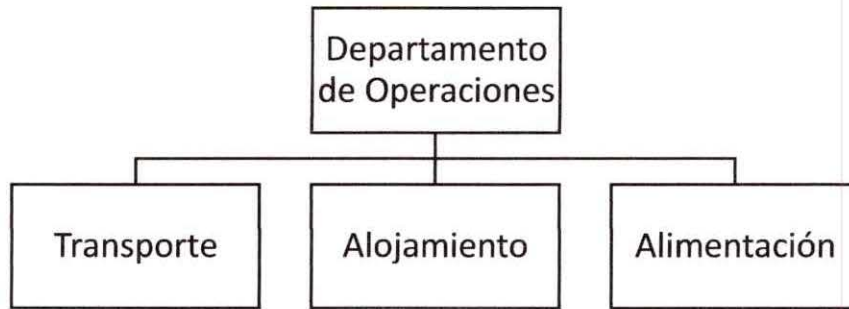 Departamento
de Operaciones
Transporte
Alojamiento
Alimentación